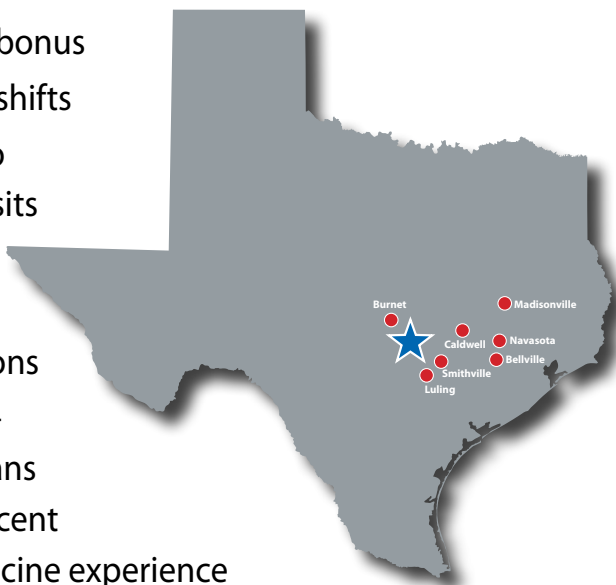 bonus
shifts
sits
ons
ans
cent
cine experience
Burnet
Madisonville
Caldwell
Navasota
Bellville
Smithville
Luling